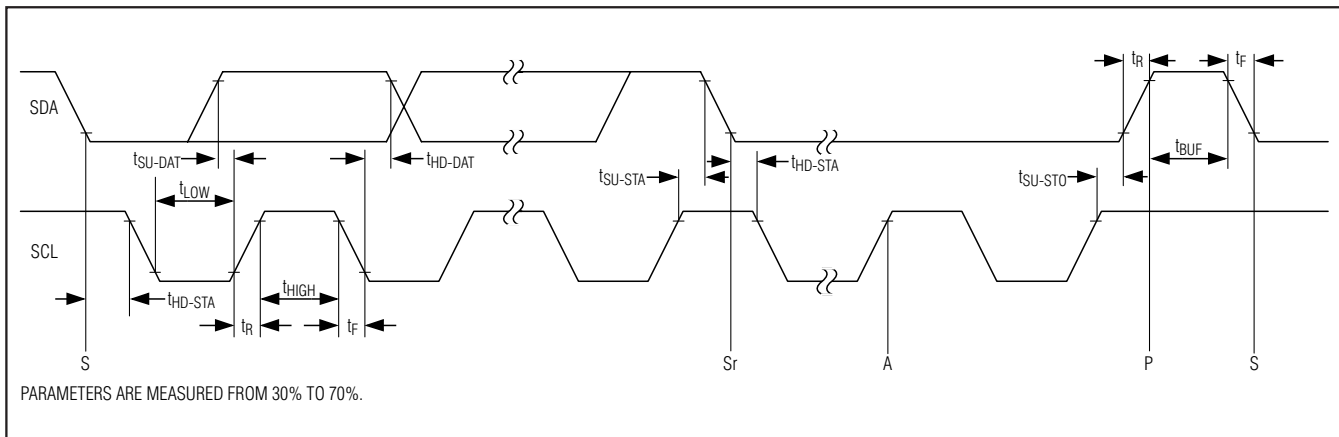 tR tF
SDA
tSU-DAT tHD-DAT tHD-STA tBUF
tSU-STA tSU-STO
tLOW
SCL
tHD-STA tHIGH
tR tF
S Sr A P S
PARAMETERS ARE MEASURED FROM 30% TO 70%.